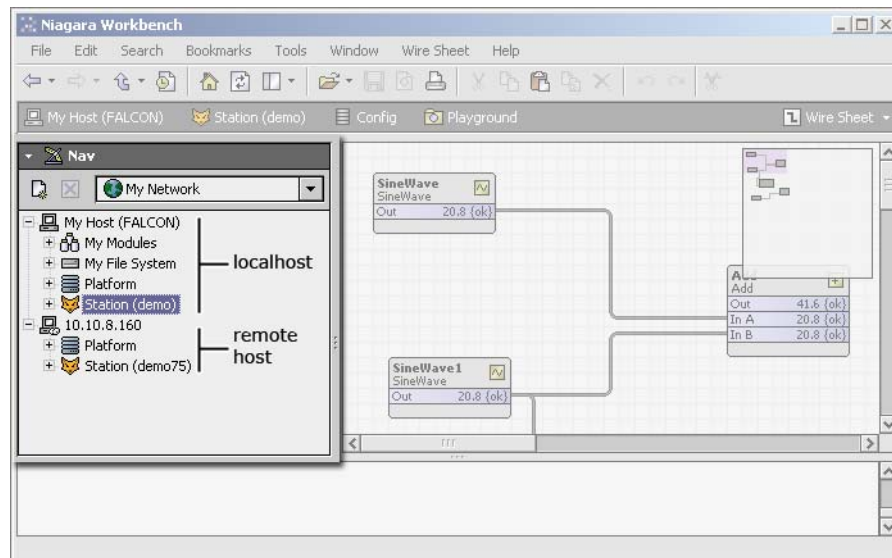 Niagara Workbench
File Edit Search Bookmarks Tools Window Wire Sheet Help
My Host (FALCON) Station (demo) Config Playground Wire Sheet
Nav
My Network
My Host (FALCON)
My Modules
My File System
Platform
Station (demo)
10.10.8.160
Platform
Station (demo75)
localhost
remote
host
SineWave
SineWave
Out 20.8 {ok}
SineWave1
SineWave
Out 20.8 {ok}
Add
Add
Out 41.6 {ok}
In A 20.8 {ok}
In B 20.8 {ok}